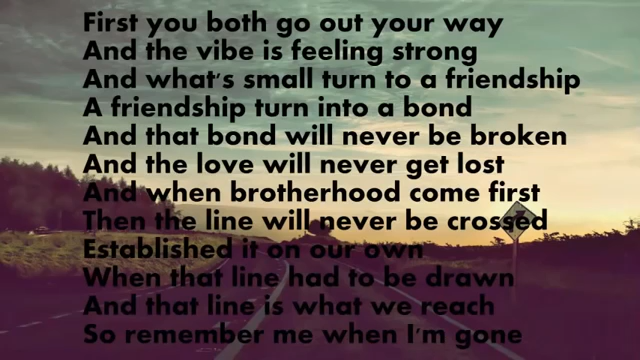 First you both go out your way
And the vibe is feeling strong
And what's small turn to a friendship
A friendship turn into a bond
And that bond will never be broken
And the love will never get lost
And when brotherhood come first
Then the line will never be crossed
Established it on our own
When that line had to be drawn
And that line is what we reach
So remember me when I'm gone